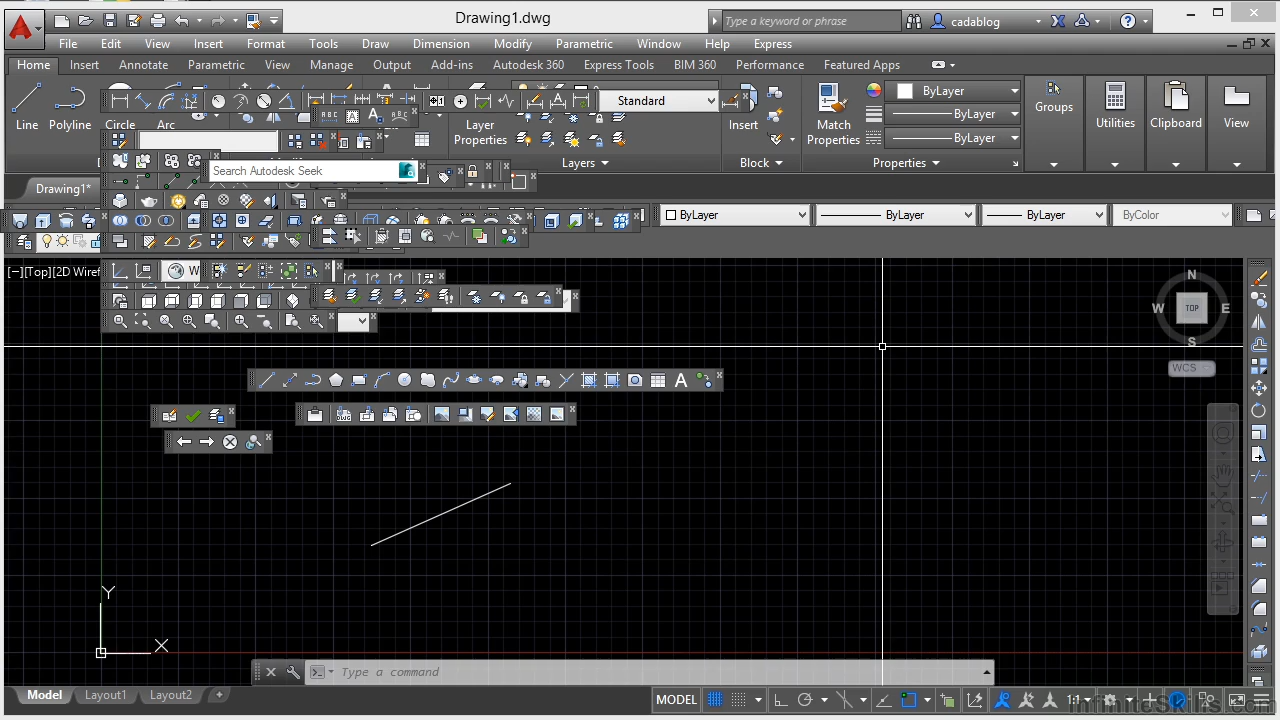 Drawing1.dwg
Type a keyword or phrase
cadablog
File Edit View Insert Format Tools Draw Dimension Modify Parametric Window Help Express
Home Insert Annotate Parametric View Manage Output Add-ins Autodesk 360 Express Tools BIM 360 Performance Featured Apps
Standard
ByLayer
ByLayer
ByLayer
Line Polyline Circle Arc
Layer Properties
Insert
Match Properties
Groups
Utilities
Clipboard
View
Layers
Block
Properties
Search Autodesk Seek
Drawing1*
ByLayer
ByLayer
ByLayer
ByColor
[−][Top][2D Wiref
W
N
W TOP E
S
WCS
Y
X
Type a command
Model Layout1 Layout2 +
MODEL
1:1
InfiniteSkills.com